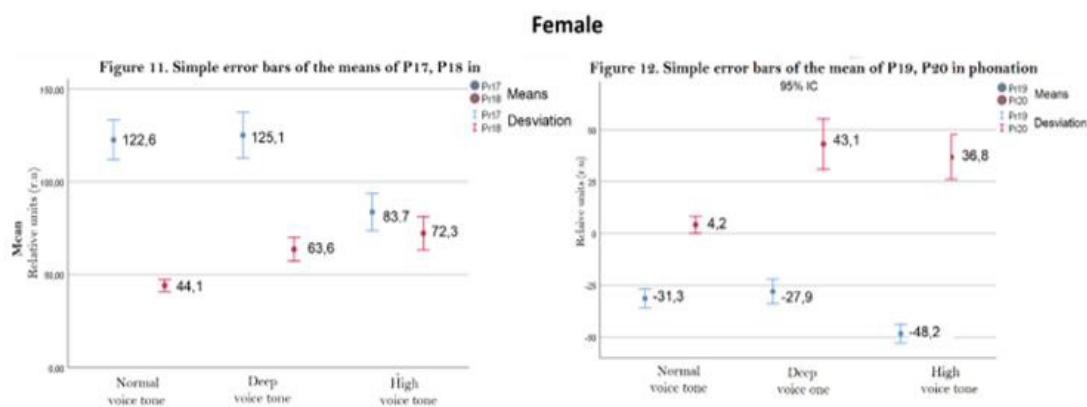 Female
Figure 11. Simple error bars of the means of P17, P18 in
Pr17
Pr18
Means
Pr17
Pr18
Desviation
Mean
Relative units (r.u)
150,00
100,00
50,00
0,00
122,6
125,1
83,7
44,1
63,6
72,3
Normal
voice tone
Deep
voice tone
High
voice tone
Figure 12. Simple error bars of the mean of P19, P20 in phonation
95% IC
Pr19
Pr20
Means
Pr19
Pr20
Desviation
Relaive units (r.u)
50
25
0
-25
-50
43,1
36,8
4,2
-31,3
-27,9
-48,2
Normal
voice tone
Deep
voice one
High
voice tone